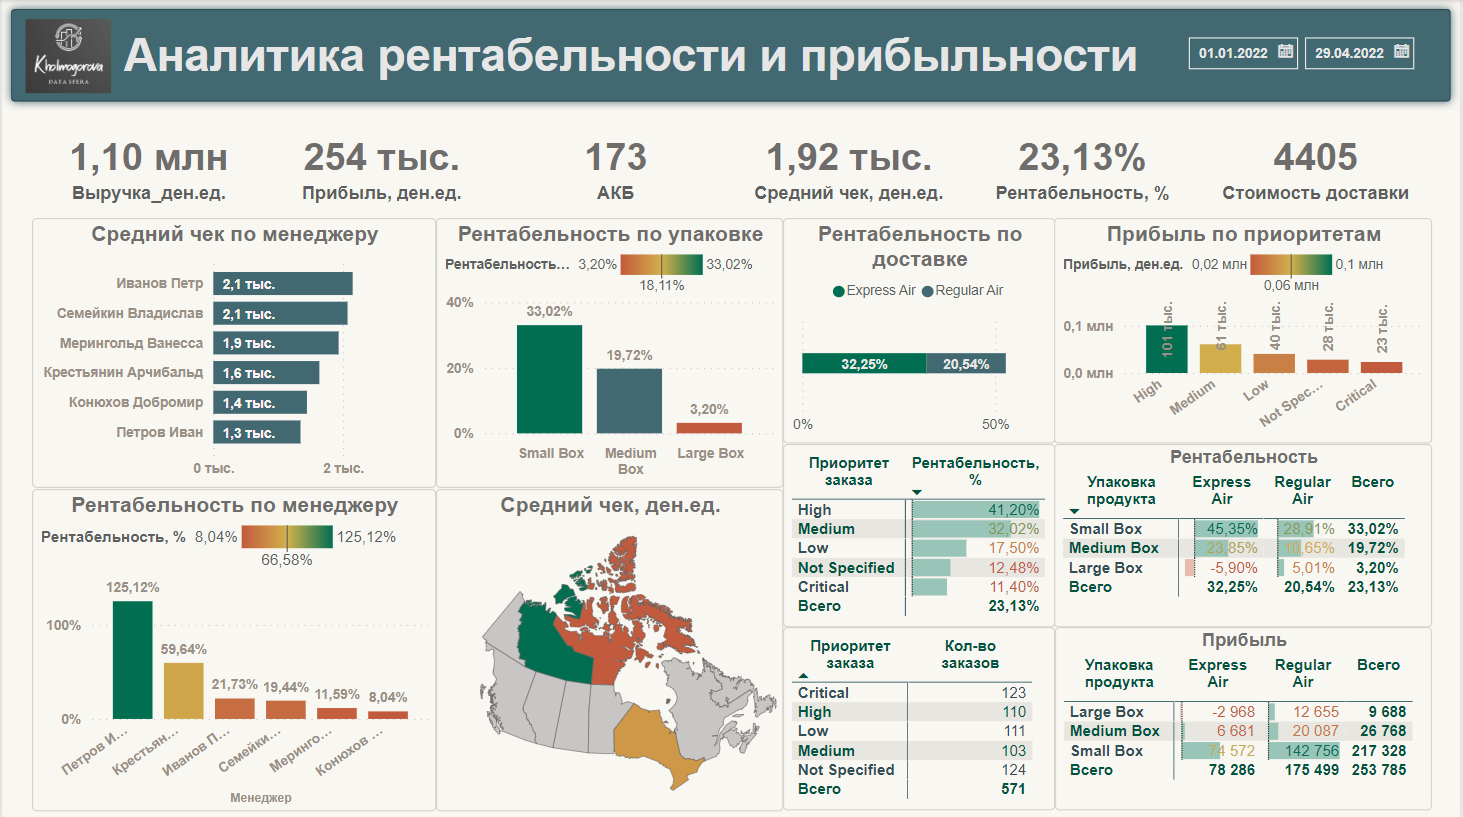 Kholmogorova
DATA SFERA
Аналитика рентабельности и прибыльности
01.01.2022
29.04.2022
1,10 млн
Выручка_ден.ед.
254 тыс.
Прибыль, ден.ед.
173
АКБ
1,92 тыс.
Средний чек, ден.ед.
23,13%
Рентабельность, %
4405
Стоимость доставки
Средний чек по менеджеру
Иванов Петр 2,1 тыс.
Семейкин Владислав 2,1 тыс.
Мерингольд Ванесса 1,9 тыс.
Крестьянин Арчибальд 1,6 тыс.
Конюхов Добромир 1,4 тыс.
Петров Иван 1,3 тыс.
0 тыс. 2 тыс.
Рентабельность по упаковке
Рентабельность... 3,20% 33,02%
18,11%
40%
33,02%
19,72%
20%
3,20%
0%
Small Box Medium Large Box
Box
Рентабельность по
доставке
Express Air Regular Air
32,25% 20,54%
0% 50%
Прибыль по приоритетам
Прибыль, ден.ед. 0,02 млн 0,1 млн
0,06 млн
0,1 млн
0,0 млн
101 тыс. 61 тыс. 40 тыс. 28 тыс. 23 тыс.
High Medium Low Not Spec... Critical
Рентабельность по менеджеру
Рентабельность, % 8,04% 125,12%
66,58%
125,12%
100%
59,64%
21,73% 19,44% 11,59% 8,04%
0%
Петров И... Крестьян... Иванов П... Семейки... Меринго... Конюхов ...
Менеджер
Средний чек, ден.ед.
Приоритет Рентабельность,
заказа %
High 41,20%
Medium 32,02%
Low 17,50%
Not Specified 12,48%
Critical 11,40%
Всего 23,13%
Рентабельность
Упаковка Express Regular Всего
продукта Air Air
Small Box 45,35% 28,91% 33,02%
Medium Box 23,85% 18,65% 19,72%
Large Box -5,90% 5,01% 3,20%
Всего 32,25% 20,54% 23,13%
Приоритет Кол-во
заказа заказов
Critical 123
High 110
Low 111
Medium 103
Not Specified 124
Всего 571
Прибыль
Упаковка Express Regular Всего
продукта Air Air
Large Box -2 968 12 655 9 688
Medium Box 6 681 20 087 26 768
Small Box 74 572 142 756 217 328
Всего 78 286 175 499 253 785